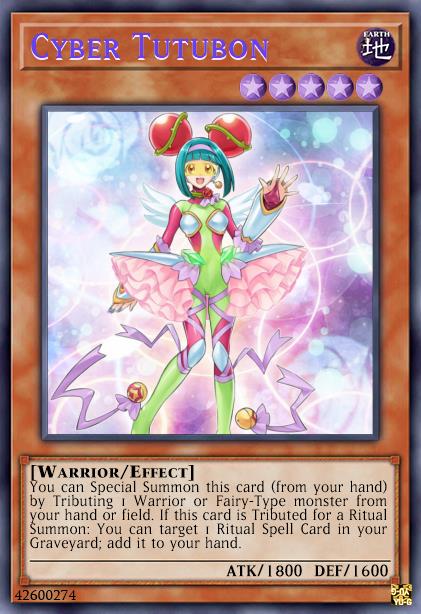 CYBER TUTUBON
EARTH
地
[WARRIOR/EFFECT]
You can Special Summon this card (from your hand)
by Tributing 1 Warrior or Fairy-Type monster from
your hand or field. If this card is Tributed for a Ritual
Summon: You can target 1 Ritual Spell Card in your
Graveyard; add it to your hand.
ATK/1800 DEF/1600
42600274